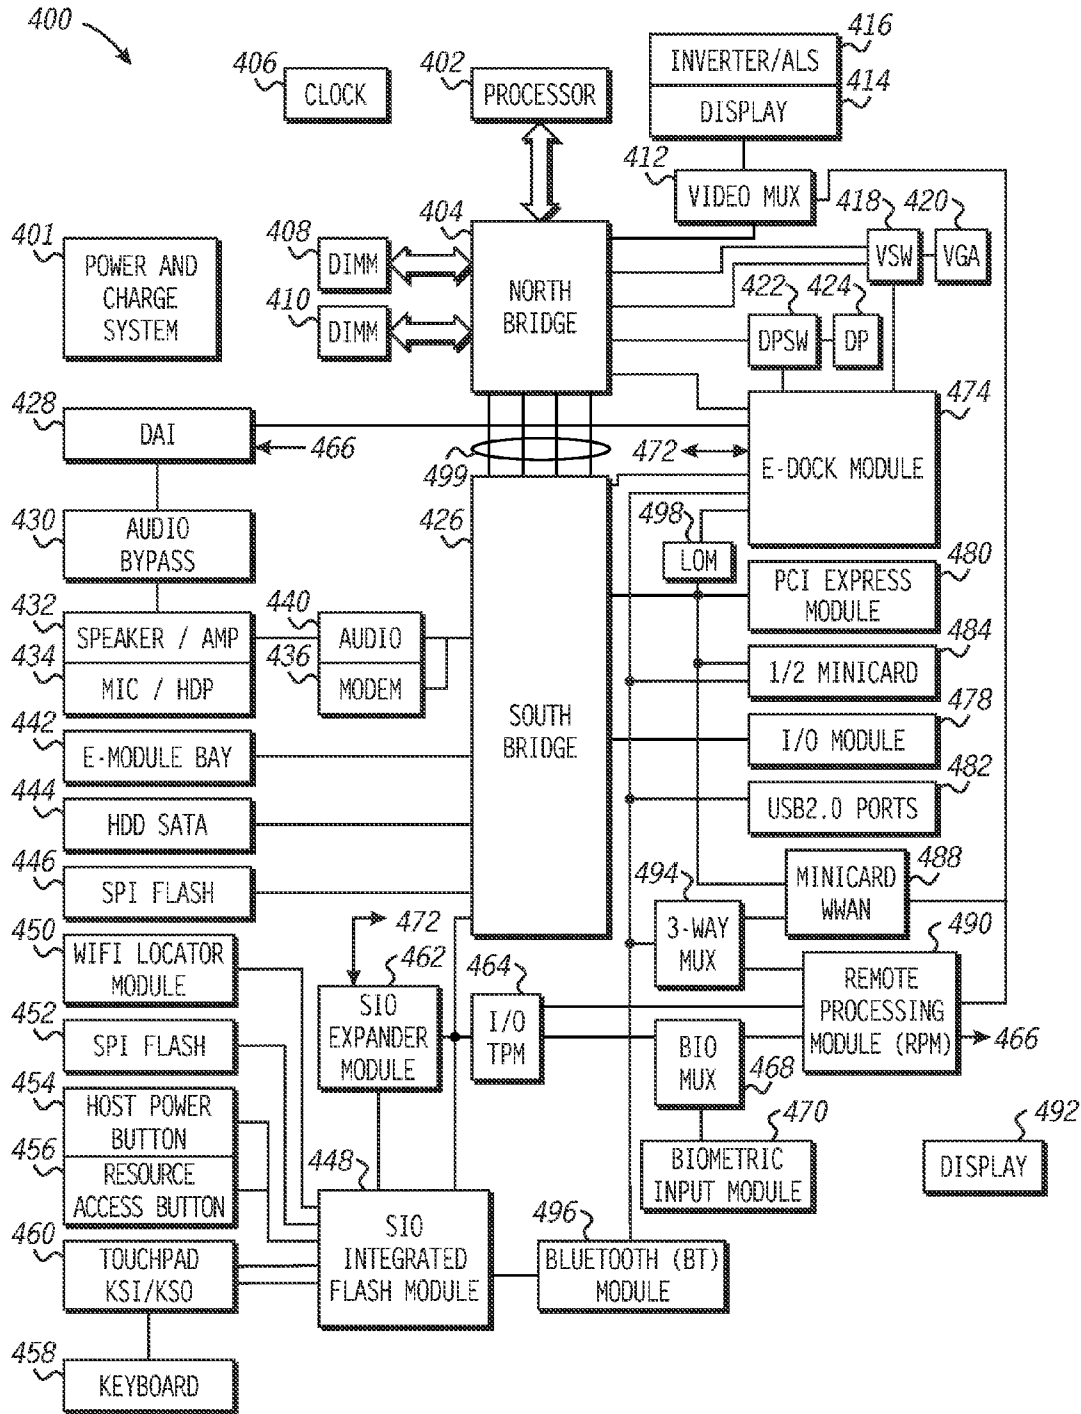 400
416
INVERTER/ALS
406
CLOCK
402
PROCESSOR
414
DISPLAY
412
VIDEO MUX
418
VSW
420
VGA
404
NORTH
BRIDGE
401
POWER AND
CHARGE
SYSTEM
408
DIMM
410
DIMM
422
DPSW
424
DP
428
DAI
466
499
472
474
E-DOCK MODULE
430
AUDIO
BYPASS
426
SOUTH
BRIDGE
498
LOM
480
PCI EXPRESS
MODULE
432
SPEAKER / AMP
434
MIC / HDP
440
AUDIO
436
MODEM
484
1/2 MINICARD
442
E-MODULE BAY
478
I/O MODULE
444
HDD SATA
482
USB2.0 PORTS
446
SPI FLASH
494
3-WAY
MUX
488
MINICARD
WWAN
450
WIFI LOCATOR
MODULE
472
462
SIO
EXPANDER
MODULE
464
I/O
TPM
490
REMOTE
PROCESSING
MODULE (RPM)
466
452
SPI FLASH
BIO
MUX
468
454
HOST POWER
BUTTON
456
RESOURCE
ACCESS BUTTON
470
BIOMETRIC
INPUT MODULE
492
DISPLAY
448
SIO
INTEGRATED
FLASH MODULE
460
TOUCHPAD
KSI/KSO
496
BLUETOOTH (BT)
MODULE
458
KEYBOARD